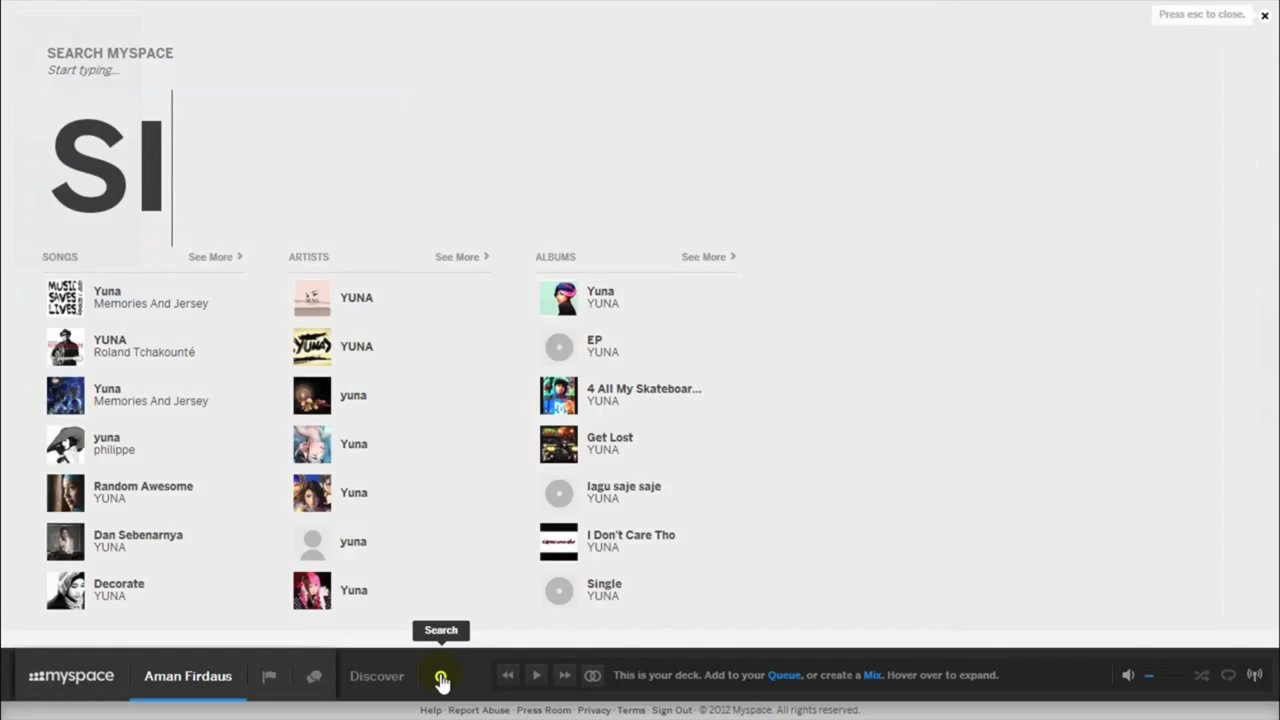 Press esc to close.
SEARCH MYSPACE
Start typing...
SI
SONGS See More
Yuna
Memories And Jersey
YUNA
Roland Tchakounté
Yuna
Memories And Jersey
yuna
philippe
Random Awesome
YUNA
Dan Sebenarnya
YUNA
Decorate
YUNA
ARTISTS See More
YUNA
YUNA
yuna
Yuna
Yuna
yuna
Yuna
ALBUMS See More
Yuna
YUNA
EP
YUNA
4 All My Skateboar...
YUNA
Get Lost
YUNA
lagu saje saje
YUNA
I Don't Care Tho
YUNA
Single
YUNA
MUSIC
SAVES
LIVES
Search
myspace Aman Firdaus Discover This is your deck. Add to your Queue, or create a Mix. Hover over to expand.
Help · Report Abuse · Press Room · Privacy · Terms · Sign Out · © 2012 Myspace. All rights reserved.